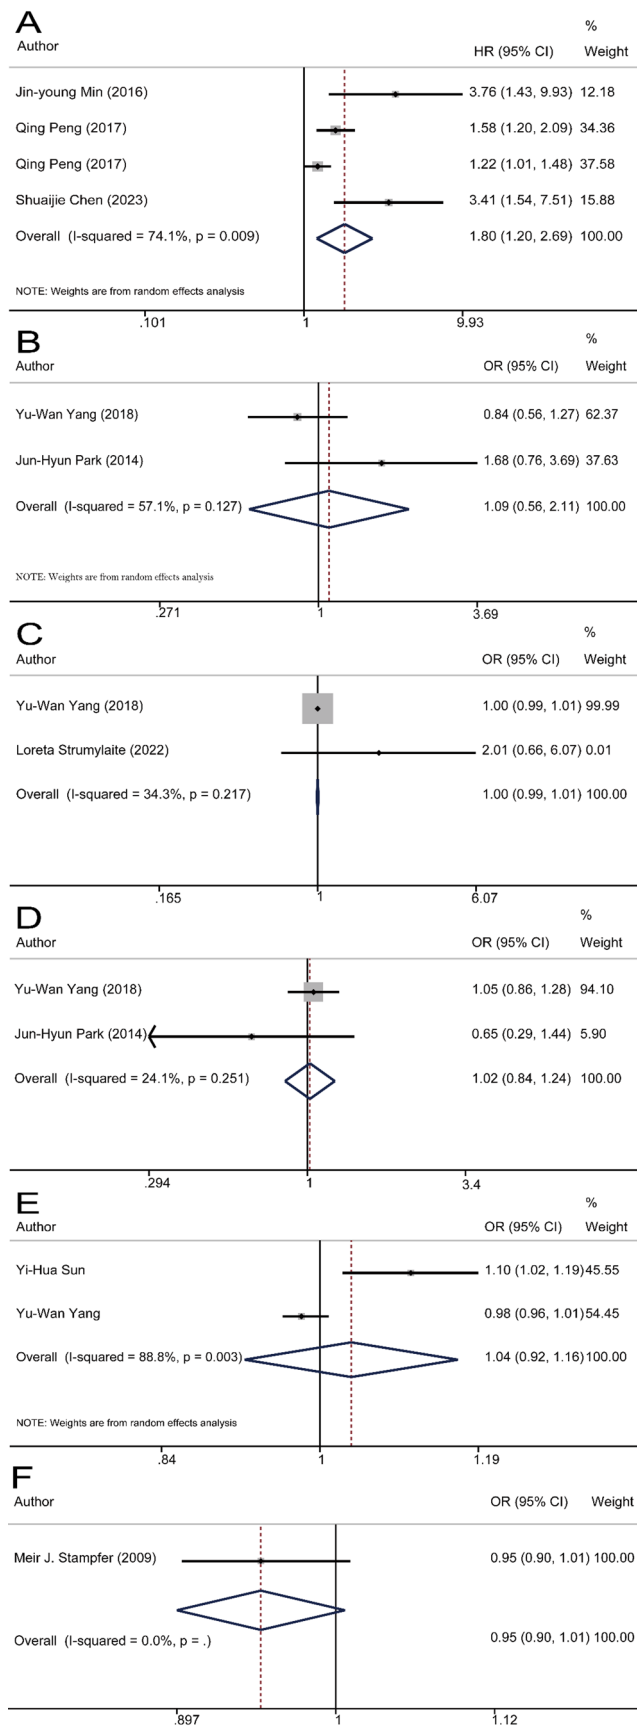 A
%
Author
HR (95% CI) Weight
Jin-young Min (2016) 3.76 (1.43, 9.93) 12.18
Qing Peng (2017) 1.58 (1.20, 2.09) 34.36
Qing Peng (2017) 1.22 (1.01, 1.48) 37.58
Shuaijie Chen (2023) 3.41 (1.54, 7.51) 15.88
Overall (I-squared = 74.1%, p = 0.009) 1.80 (1.20, 2.69) 100.00
NOTE: Weights are from random effects analysis
.101 1 9.93
B
%
Author OR (95% CI) Weight
Yu-Wan Yang (2018) 0.84 (0.56, 1.27) 62.37
Jun-Hyun Park (2014) 1.68 (0.76, 3.69) 37.63
Overall (I-squared = 57.1%, p = 0.127) 1.09 (0.56, 2.11) 100.00
NOTE: Weights are from random effects analysis
.271 1 3.69
C
%
Author OR (95% CI) Weight
Yu-Wan Yang (2018) 1.00 (0.99, 1.01) 99.99
Loreta Strumylaite (2022) 2.01 (0.66, 6.07) 0.01
Overall (I-squared = 34.3%, p = 0.217) 1.00 (0.99, 1.01) 100.00
.165 1 6.07
D
%
Author OR (95% CI) Weight
Yu-Wan Yang (2018) 1.05 (0.86, 1.28) 94.10
Jun-Hyun Park (2014) 0.65 (0.29, 1.44) 5.90
Overall (I-squared = 24.1%, p = 0.251) 1.02 (0.84, 1.24) 100.00
.294 1 3.4
E
%
Author OR (95% CI) Weight
Yi-Hua Sun 1.10 (1.02, 1.19) 45.55
Yu-Wan Yang 0.98 (0.96, 1.01) 54.45
Overall (I-squared = 88.8%, p = 0.003) 1.04 (0.92, 1.16) 100.00
NOTE: Weights are from random effects analysis
.84 1 1.19
F
Author OR (95% CI) Weight
Meir J. Stampfer (2009) 0.95 (0.90, 1.01) 100.00
Overall (I-squared = 0.0%, p = .) 0.95 (0.90, 1.01) 100.00
.897 1 1.12